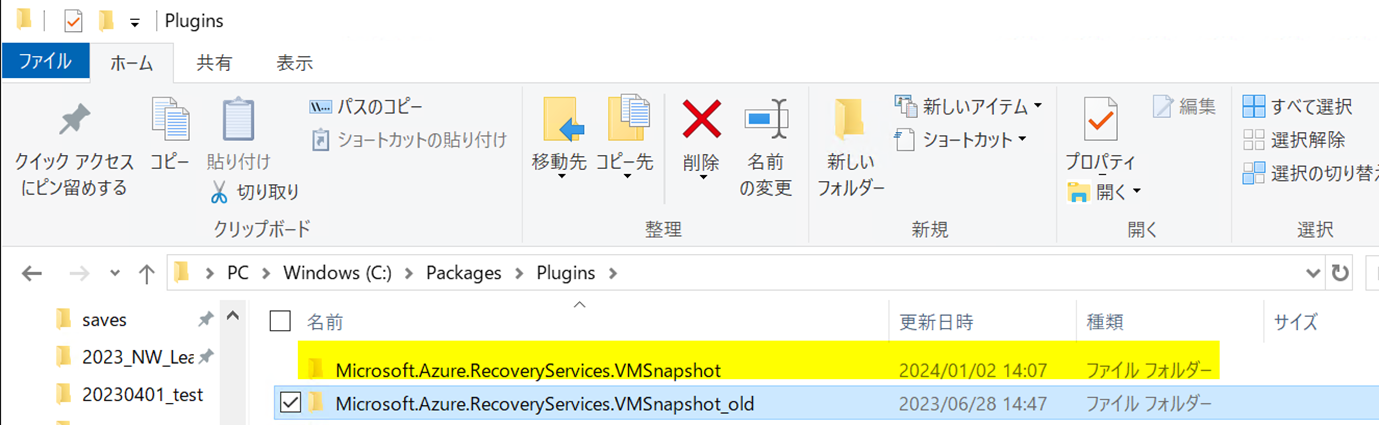 Plugins
ファイル
ホーム
共有
表示
クイック アクセス
にピン留めする
コピー
貼り付け
パスのコピー
ショートカットの貼り付け
切り取り
クリップボード
移動先
コピー先
削除
名前
の変更
整理
新しい
フォルダー
新しいアイテム
ショートカット
新規
プロパティ
開く
編集
開く
すべて選択
選択解除
選択の切り替え
選択
PC > Windows (C:) > Packages > Plugins >
saves
2023_NW_Lea
20230401_test
名前 更新日時 種類 サイズ
Microsoft.Azure.RecoveryServices.VMSnapshot 2024/01/02 14:07 ファイル フォルダー
Microsoft.Azure.RecoveryServices.VMSnapshot_old 2023/06/28 14:47 ファイル フォルダー